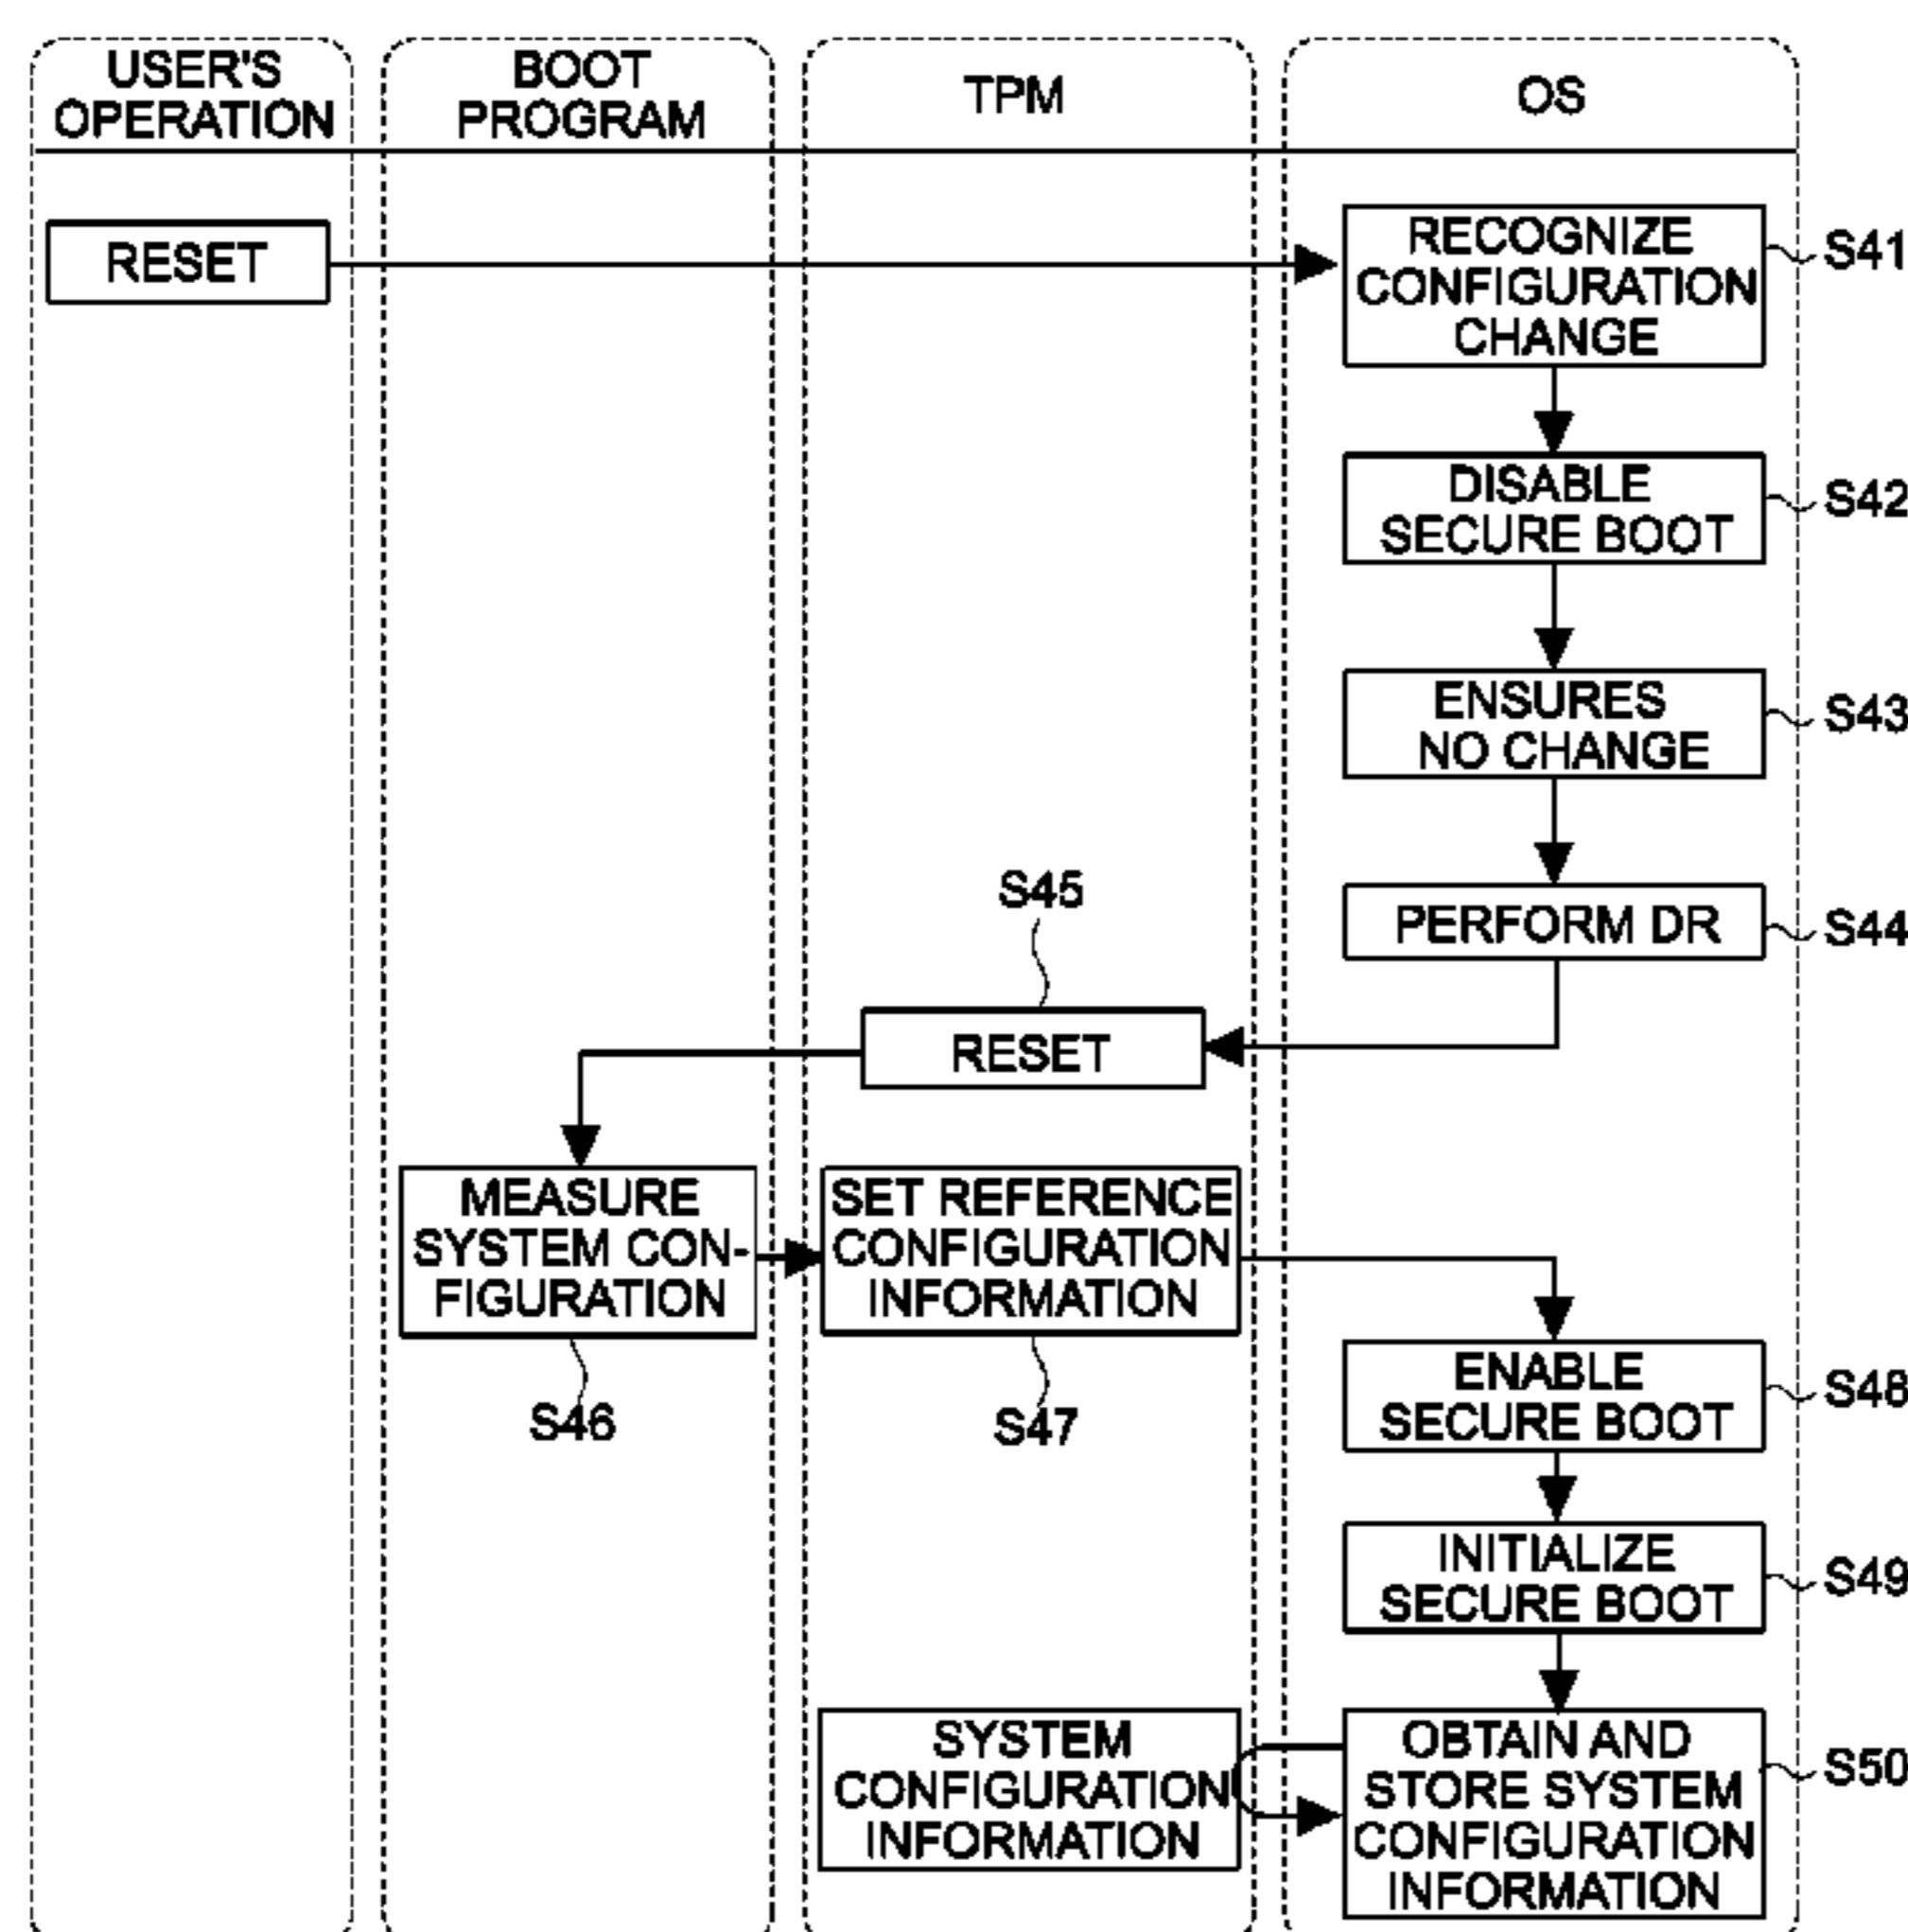 USER'S
OPERATION
BOOT
PROGRAM
TPM
OS
RESET
RECOGNIZE
CONFIGURATION
CHANGE
S41
DISABLE
SECURE BOOT
S42
ENSURES
NO CHANGE
S43
PERFORM DR
S44
S45
RESET
MEASURE
SYSTEM CON-
FIGURATION
S46
SET REFERENCE
CONFIGURATION
INFORMATION
S47
ENABLE
SECURE BOOT
S48
INITIALIZE
SECURE BOOT
S49
SYSTEM
CONFIGURATION
INFORMATION
OBTAIN AND
STORE SYSTEM
CONFIGURATION
INFORMATION
S50